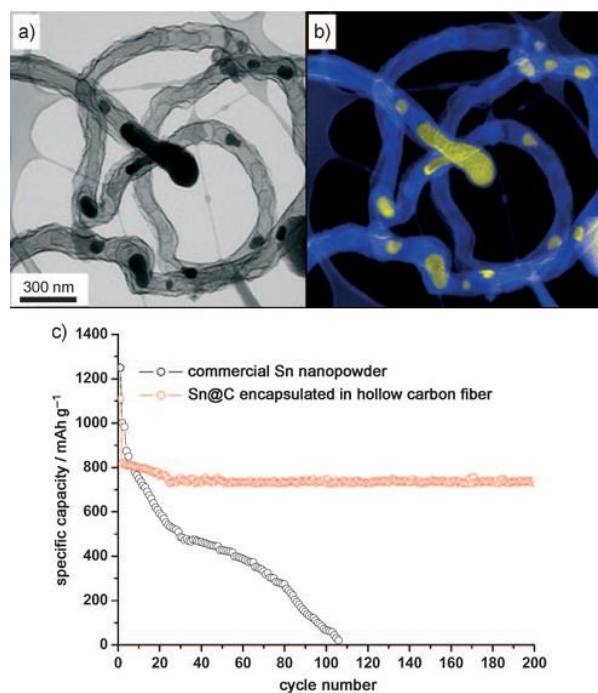 a)
b)
300 nm
c)
commercial Sn nanopowder
Sn@C encapsulated in hollow carbon fiber
specific capacity / mAh g⁻¹
1400
1200
1000
800
600
400
200
0
0 20 40 60 80 100 120 140 160 180 200
cycle number